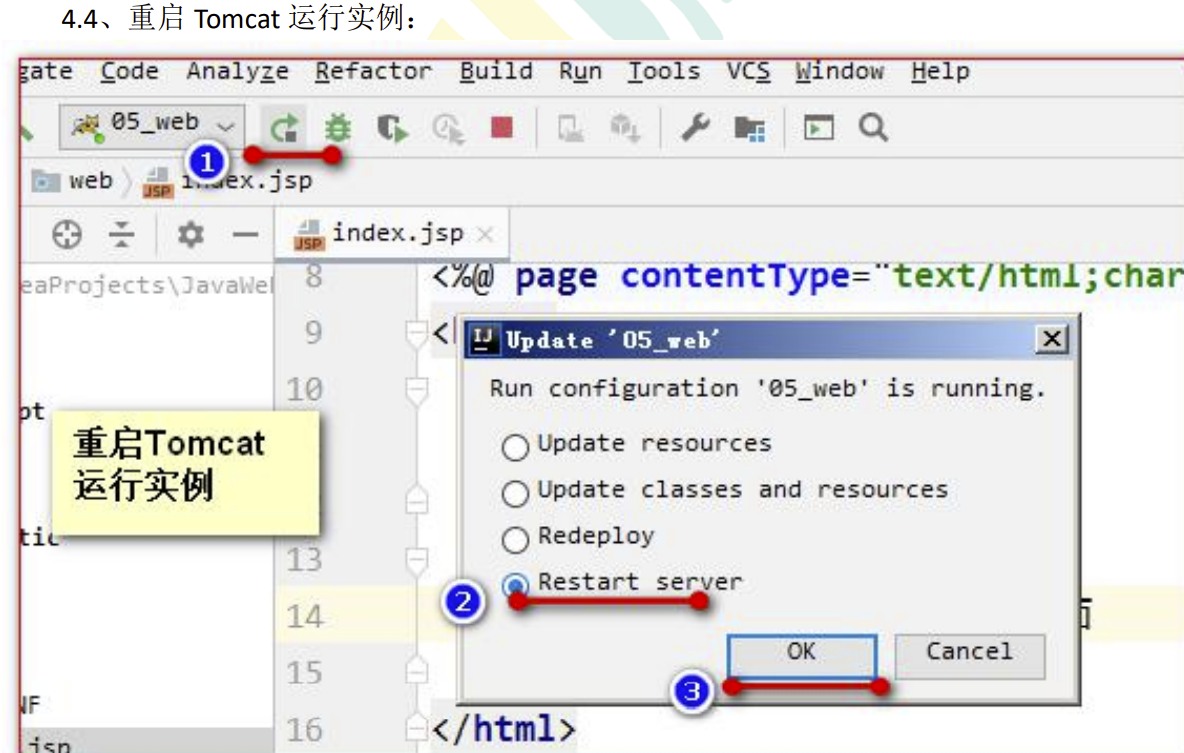 4.4、重启 Tomcat 运行实例：
gate Code Analyze Refactor Build Run Tools VCS Window Help
05_web
1
web index.jsp
index.jsp
eaProjects\JavaWe
8 <%@ page contentType="text/html;char
9 <
Update '05_web'
Run configuration '05_web' is running.
10
pt
重启Tomcat
运行实例
Update resources
Update classes and resources
tic
Redeploy
13
Restart server
2
14
OK Cancel
15
3
NF
16 </html>
.jsp